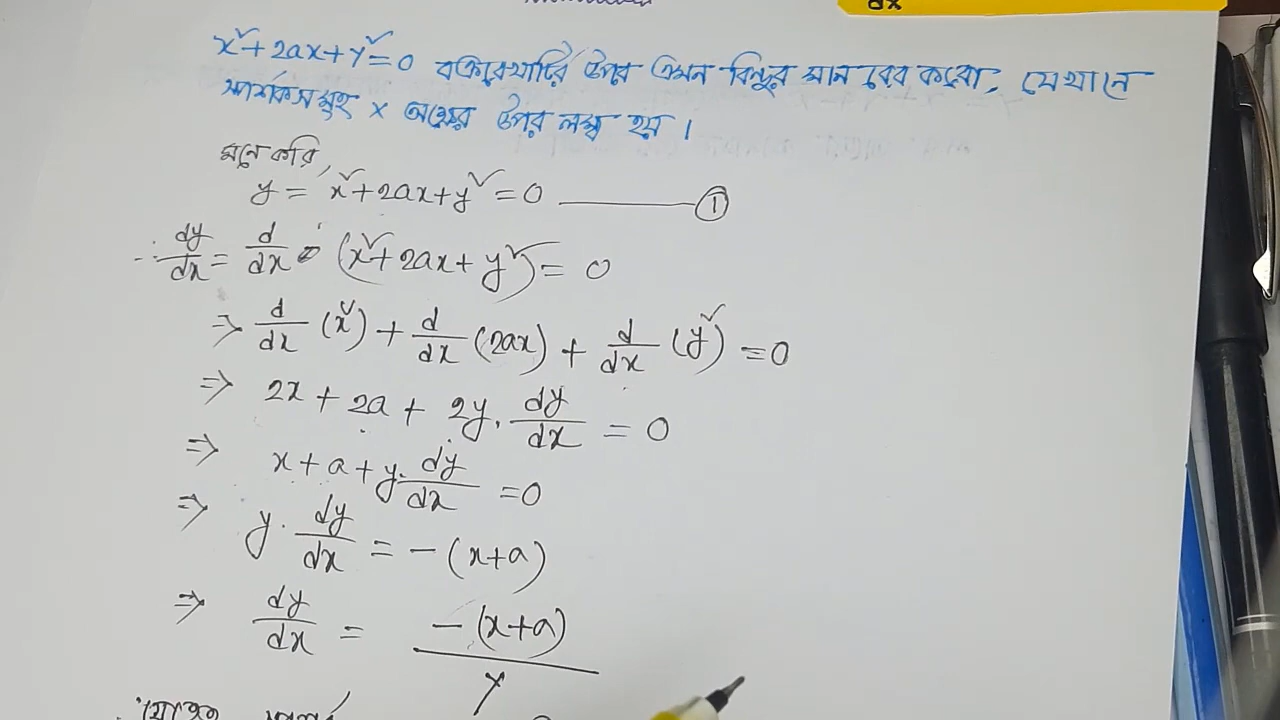 dx
x² + 2ax + y² = 0 বক্ররেখাটির উপর এমন বিন্দুর মান বের করো, যেখানে
স্পর্শকসমূহ x অক্ষের উপর লম্ব হয়।
মনে করি,
y = x² + 2ax + y² = 0 ——— ①
∴ dy/dx = d/dx (x² + 2ax + y²) = 0
⇒ d/dx (x²) + d/dx (2ax) + d/dx (y²) = 0
⇒ 2x + 2a + 2y · dy/dx = 0
⇒ x + a + y · dy/dx = 0
⇒ y · dy/dx = -(x+a)
⇒ dy/dx = -(x+a)/y